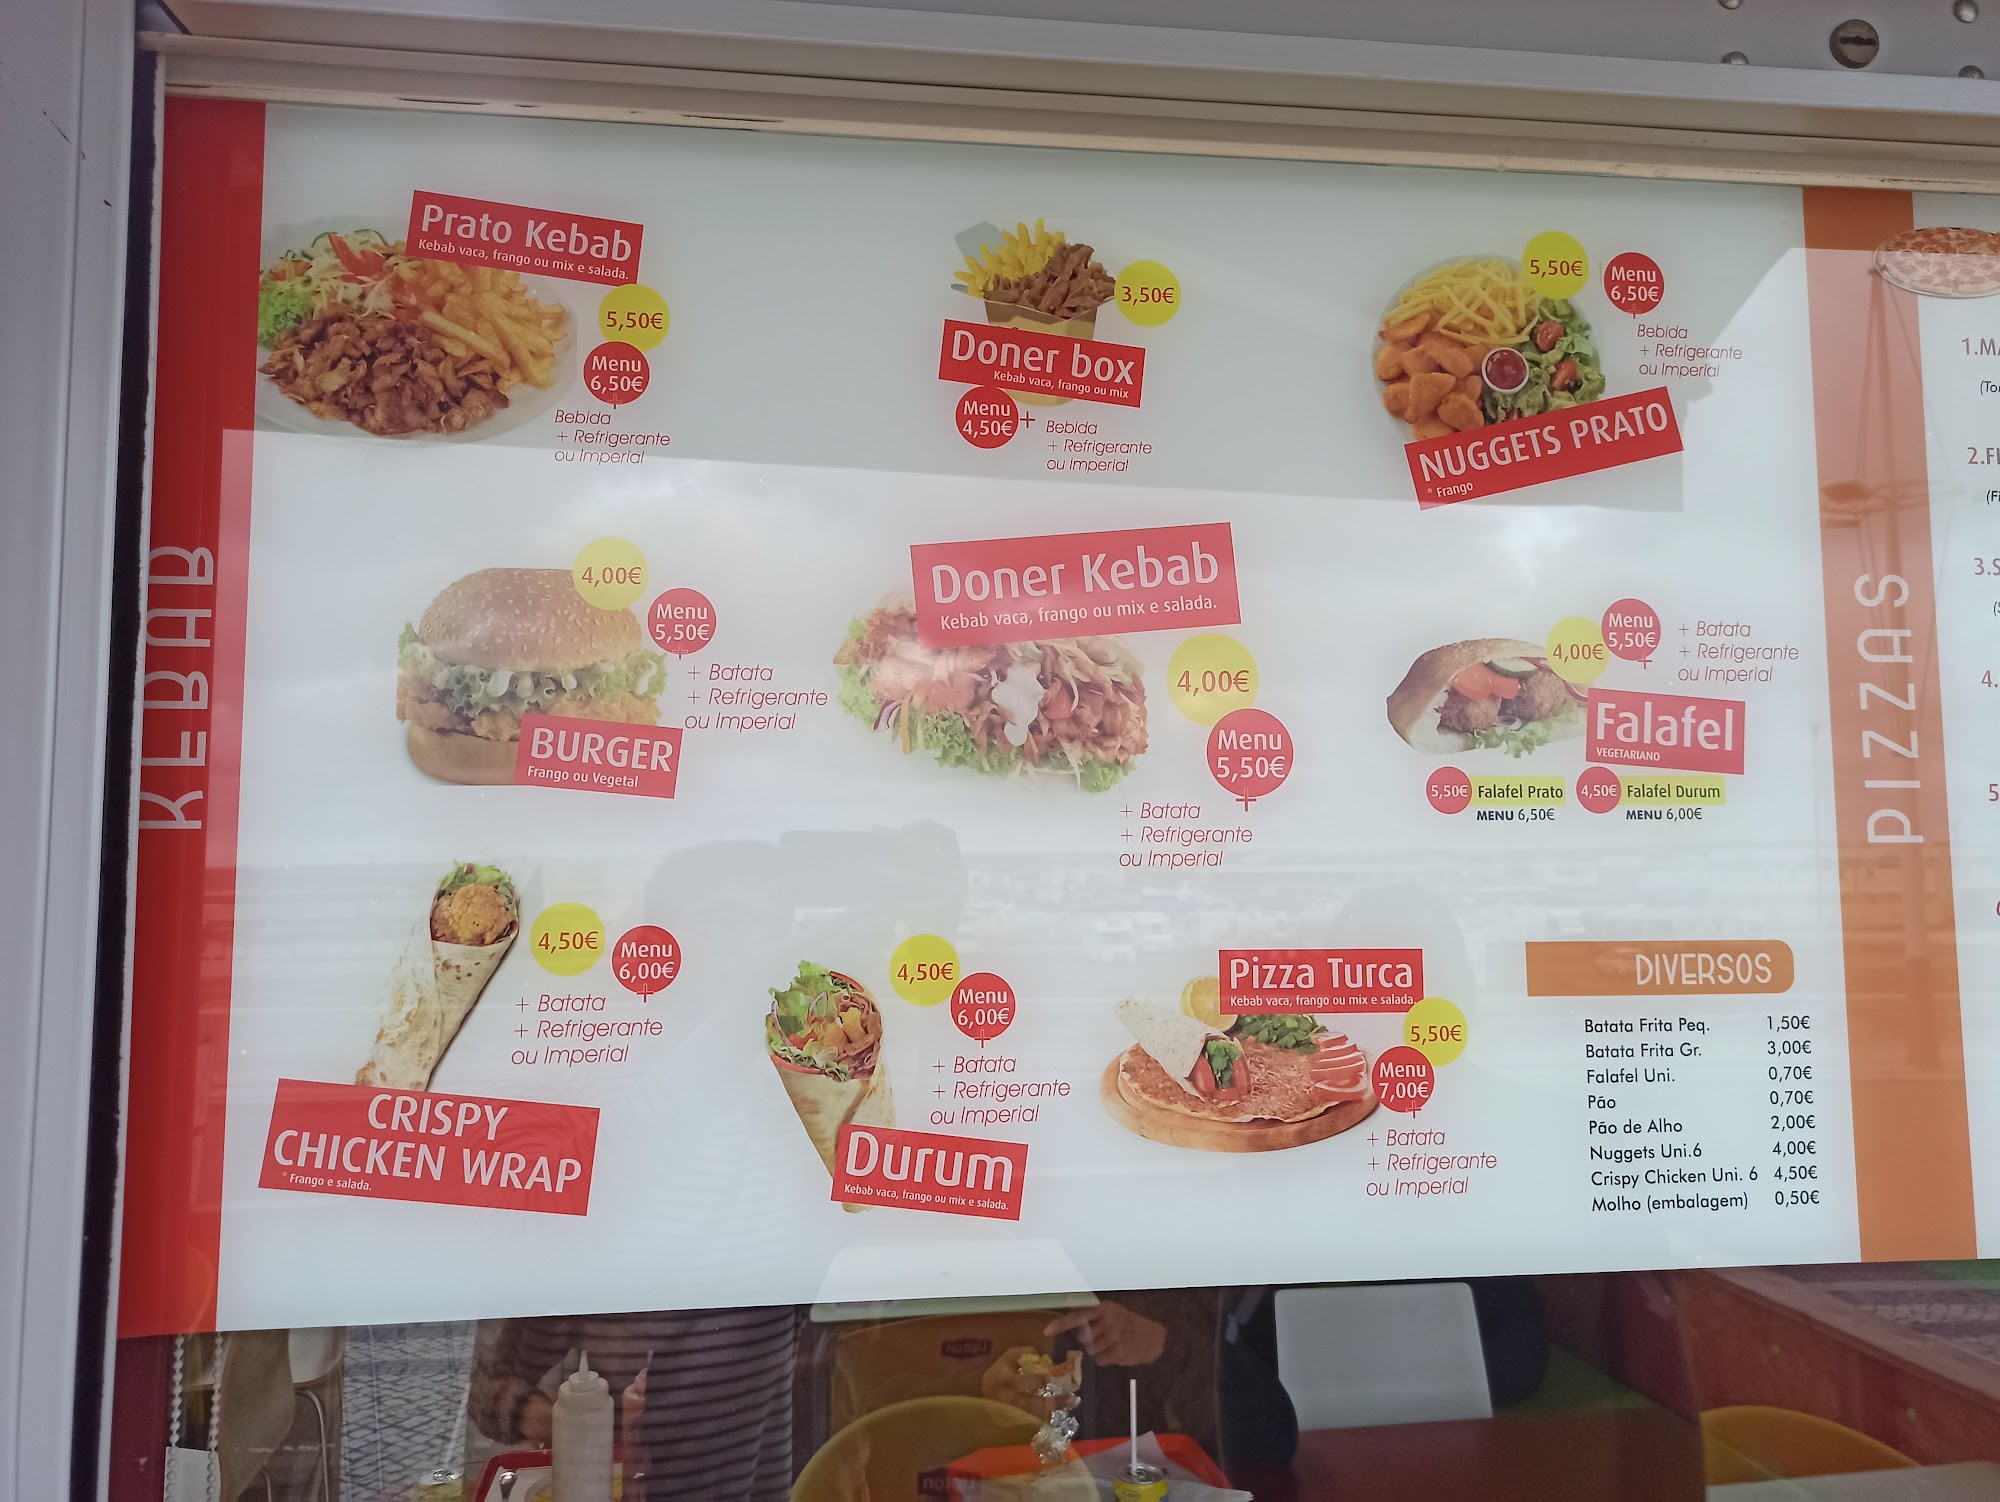 KEBAB
Prato Kebab
Kebab vaca, frango ou mix e salada.
5,50€
Menu
6,50€
+
Bebida
+ Refrigerante
ou Imperial
3,50€
Doner box
Kebab vaca, frango ou mix
Menu
4,50€
+
Bebida
+ Refrigerante
ou Imperial
5,50€
Menu
6,50€
+
Bebida
+ Refrigerante
ou Imperial
NUGGETS PRATO
* Frango
4,00€
Menu
5,50€
+
+ Batata
+ Refrigerante
ou Imperial
BURGER
Frango ou Vegetal
Doner Kebab
Kebab vaca, frango ou mix e salada.
4,00€
Menu
5,50€
+
+ Batata
+ Refrigerante
ou Imperial
4,00€
Menu
5,50€
+
+ Batata
+ Refrigerante
ou Imperial
Falafel
VEGETARIANO
5,50€ Falafel Prato
MENU 6,50€
4,50€ Falafel Durum
MENU 6,00€
4,50€
Menu
6,00€
+
+ Batata
+ Refrigerante
ou Imperial
CRISPY
CHICKEN WRAP
* Frango e salada.
4,50€
Menu
6,00€
+
+ Batata
+ Refrigerante
ou Imperial
Durum
Kebab vaca, frango ou mix e salada.
Pizza Turca
Kebab vaca, frango ou mix e salada.
5,50€
Menu
7,00€
+
+ Batata
+ Refrigerante
ou Imperial
DIVERSOS
Batata Frita Peq. 1,50€
Batata Frita Gr. 3,00€
Falafel Uni. 0,70€
Pão 0,70€
Pão de Alho 2,00€
Nuggets Uni.6 4,00€
Crispy Chicken Uni. 6 4,50€
Molho (embalagem) 0,50€
PIZZAS
1.
2.
3.
4.
5